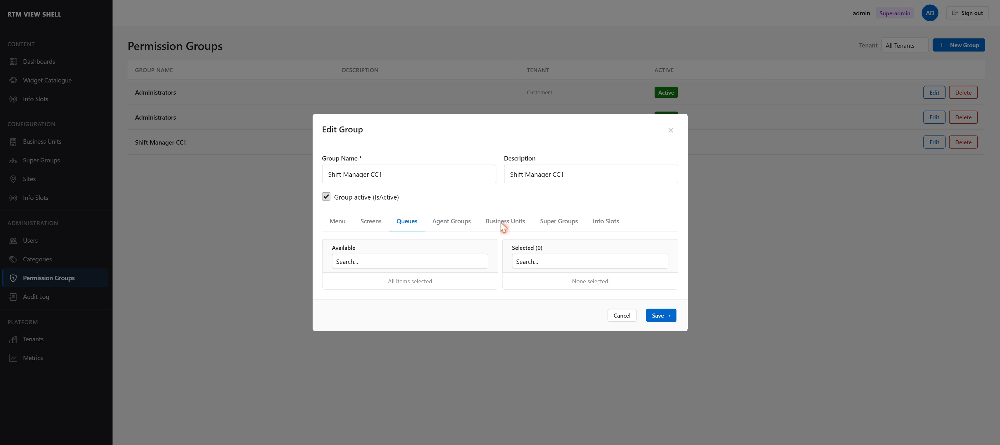 RTM VIEW SHELL
admin
Superadmin
AD
Sign out
CONTENT
Dashboards
Widget Catalogue
Info Slots
CONFIGURATION
Business Units
Super Groups
Sites
Info Slots
ADMINISTRATION
Users
Categories
Permission Groups
Audit Log
PLATFORM
Tenants
Metrics
Permission Groups
Tenant
All Tenants
+ New Group
GROUP NAME DESCRIPTION TENANT ACTIVE
Administrators Customer1 Active Edit Delete
Administrators Edit Delete
Shift Manager CC1 Edit Delete
Edit Group
×
Group Name * Description
Shift Manager CC1 Shift Manager CC1
Group active (IsActive)
Menu Screens Queues Agent Groups Business Units Super Groups Info Slots
Available Selected (0)
Search... Search...
All items selected None selected
Cancel Save →